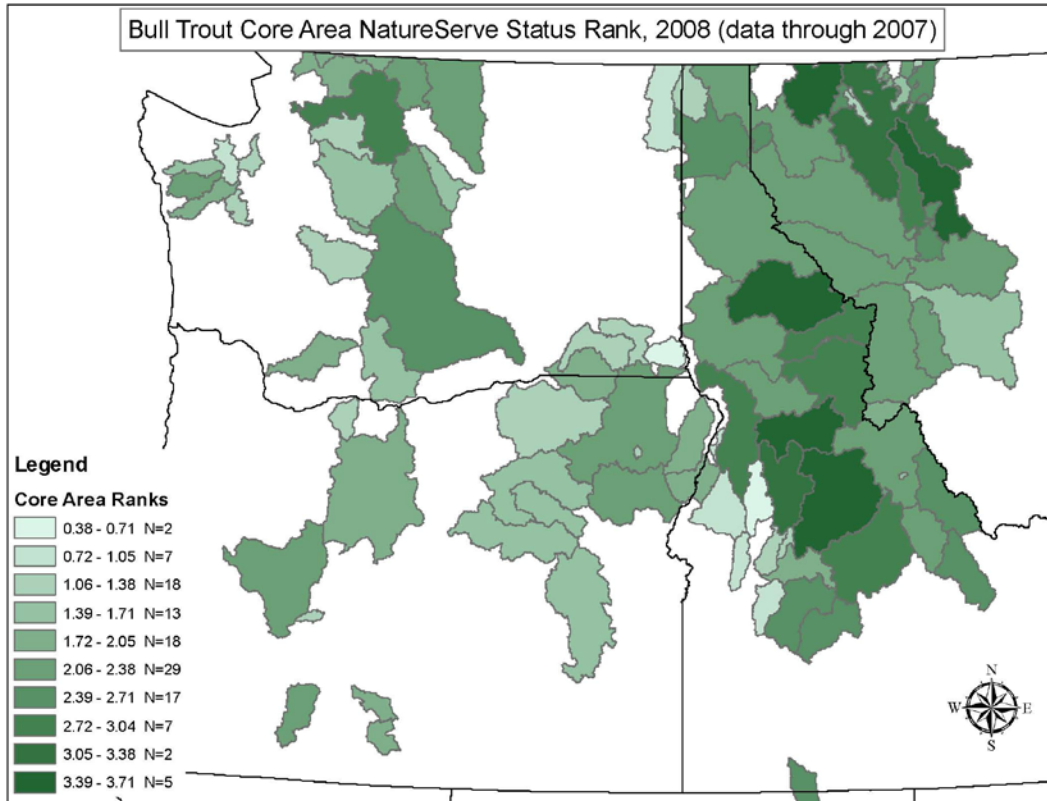 Bull Trout Core Area NatureServe Status Rank, 2008 (data through 2007)
Legend
Core Area Ranks
0.38 - 0.71 N=2
0.72 - 1.05 N=7
1.06 - 1.38 N=18
1.39 - 1.71 N=13
1.72 - 2.05 N=18
2.06 - 2.38 N=29
2.39 - 2.71 N=17
2.72 - 3.04 N=7
3.05 - 3.38 N=2
3.39 - 3.71 N=5
N
W E
S